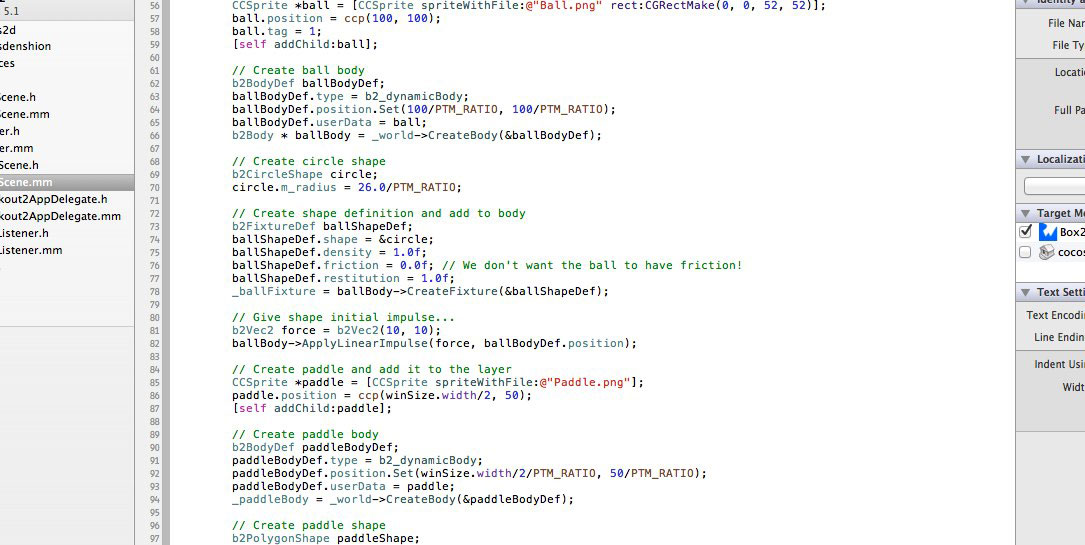 5.1
s2d
sdenshion
ces
Scene.h
Scene.mm
er.h
er.mm
Scene.h
Scene.mm
kout2AppDelegate.h
kout2AppDelegate.mm
Listener.h
Listener.mm
56 CCSprite *ball = [CCSprite spriteWithFile:@"Ball.png" rect:CGRectMake(0, 0, 52, 52)];
57 ball.position = ccp(100, 100);
58 ball.tag = 1;
59 [self addChild:ball];
60
61 // Create ball body
62 b2BodyDef ballBodyDef;
63 ballBodyDef.type = b2_dynamicBody;
64 ballBodyDef.position.Set(100/PTM_RATIO, 100/PTM_RATIO);
65 ballBodyDef.userData = ball;
66 b2Body * ballBody = _world->CreateBody(&ballBodyDef);
67
68 // Create circle shape
69 b2CircleShape circle;
70 circle.m_radius = 26.0/PTM_RATIO;
71
72 // Create shape definition and add to body
73 b2FixtureDef ballShapeDef;
74 ballShapeDef.shape = &circle;
75 ballShapeDef.density = 1.0f;
76 ballShapeDef.friction = 0.0f; // We don't want the ball to have friction!
77 ballShapeDef.restitution = 1.0f;
78 _ballFixture = ballBody->CreateFixture(&ballShapeDef);
79
80 // Give shape initial impulse...
81 b2Vec2 force = b2Vec2(10, 10);
82 ballBody->ApplyLinearImpulse(force, ballBodyDef.position);
83
84 // Create paddle and add it to the layer
85 CCSprite *paddle = [CCSprite spriteWithFile:@"Paddle.png"];
86 paddle.position = ccp(winSize.width/2, 50);
87 [self addChild:paddle];
88
89 // Create paddle body
90 b2BodyDef paddleBodyDef;
91 paddleBodyDef.type = b2_dynamicBody;
92 paddleBodyDef.position.Set(winSize.width/2/PTM_RATIO, 50/PTM_RATIO);
93 paddleBodyDef.userData = paddle;
94 _paddleBody = _world->CreateBody(&paddleBodyDef);
95
96 // Create paddle shape
97 b2PolygonShape paddleShape;
Identity a
File Nar
File Ty
Locati
Full Pa
Localizati
Target Me
Box2
cocos
Text Setti
Text Encodi
Line Endin
Indent Usi
Widt